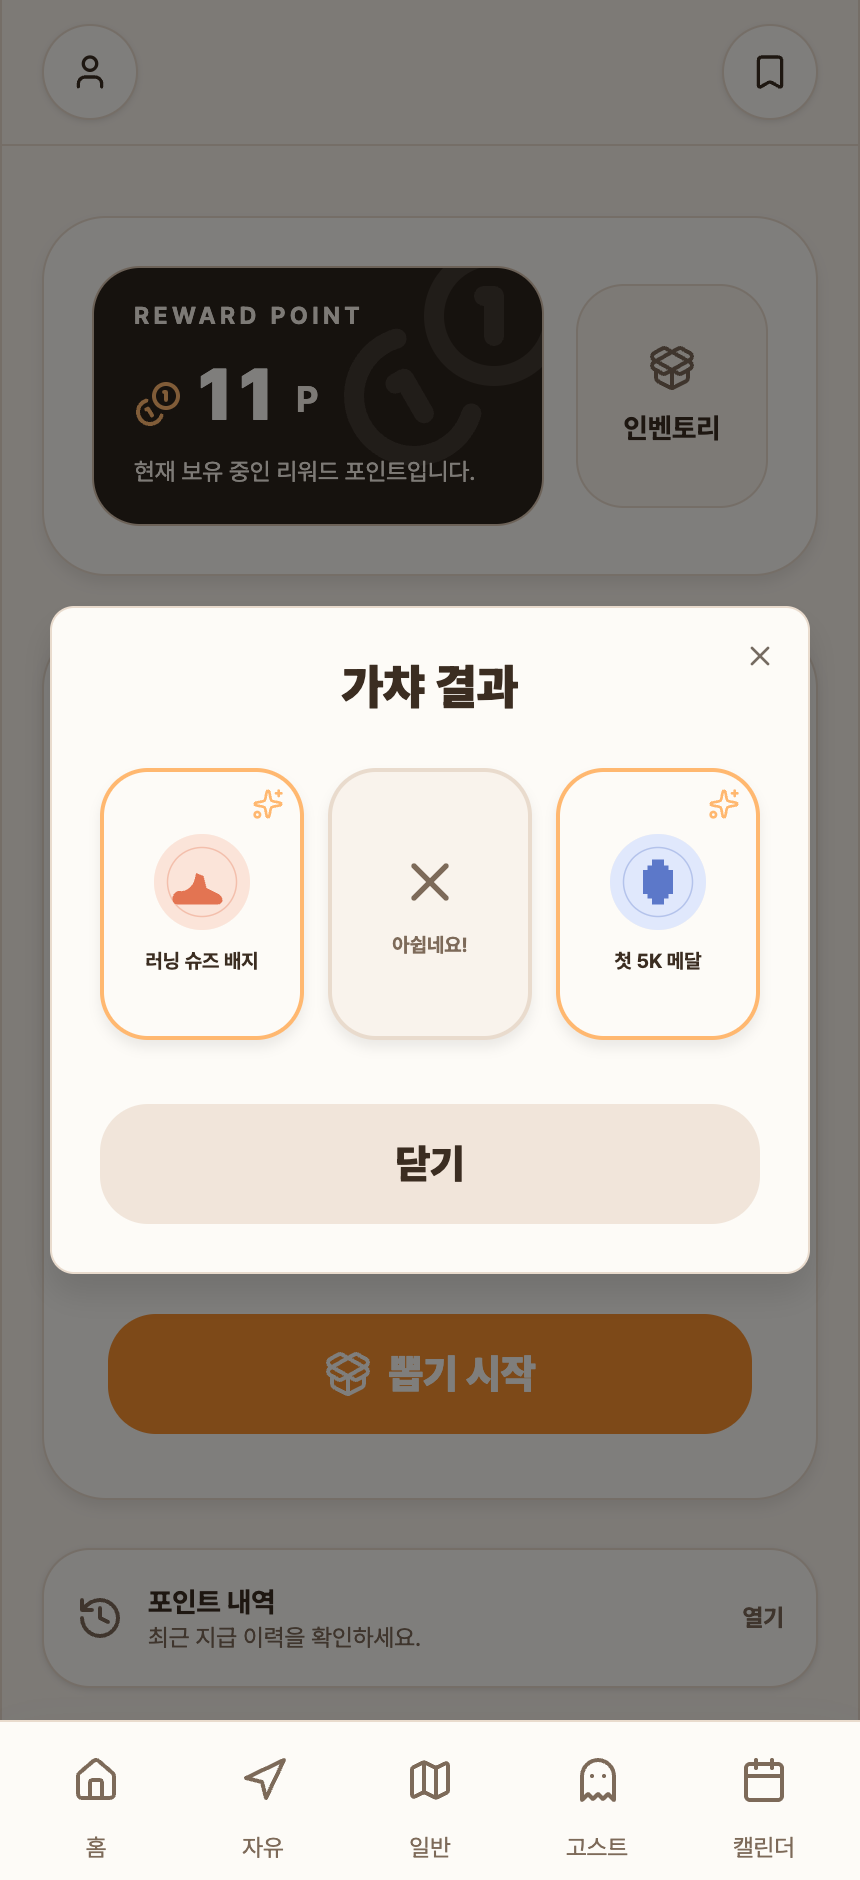 REWARD POINT
11 P
현재 보유 중인 리워드 포인트입니다.
인벤토리
가챠 결과
러닝 슈즈 배지
아쉽네요!
첫 5K 메달
닫기
뽑기 시작
포인트 내역
최근 지급 이력을 확인하세요.
열기
홈
자유
일반
고스트
캘린더